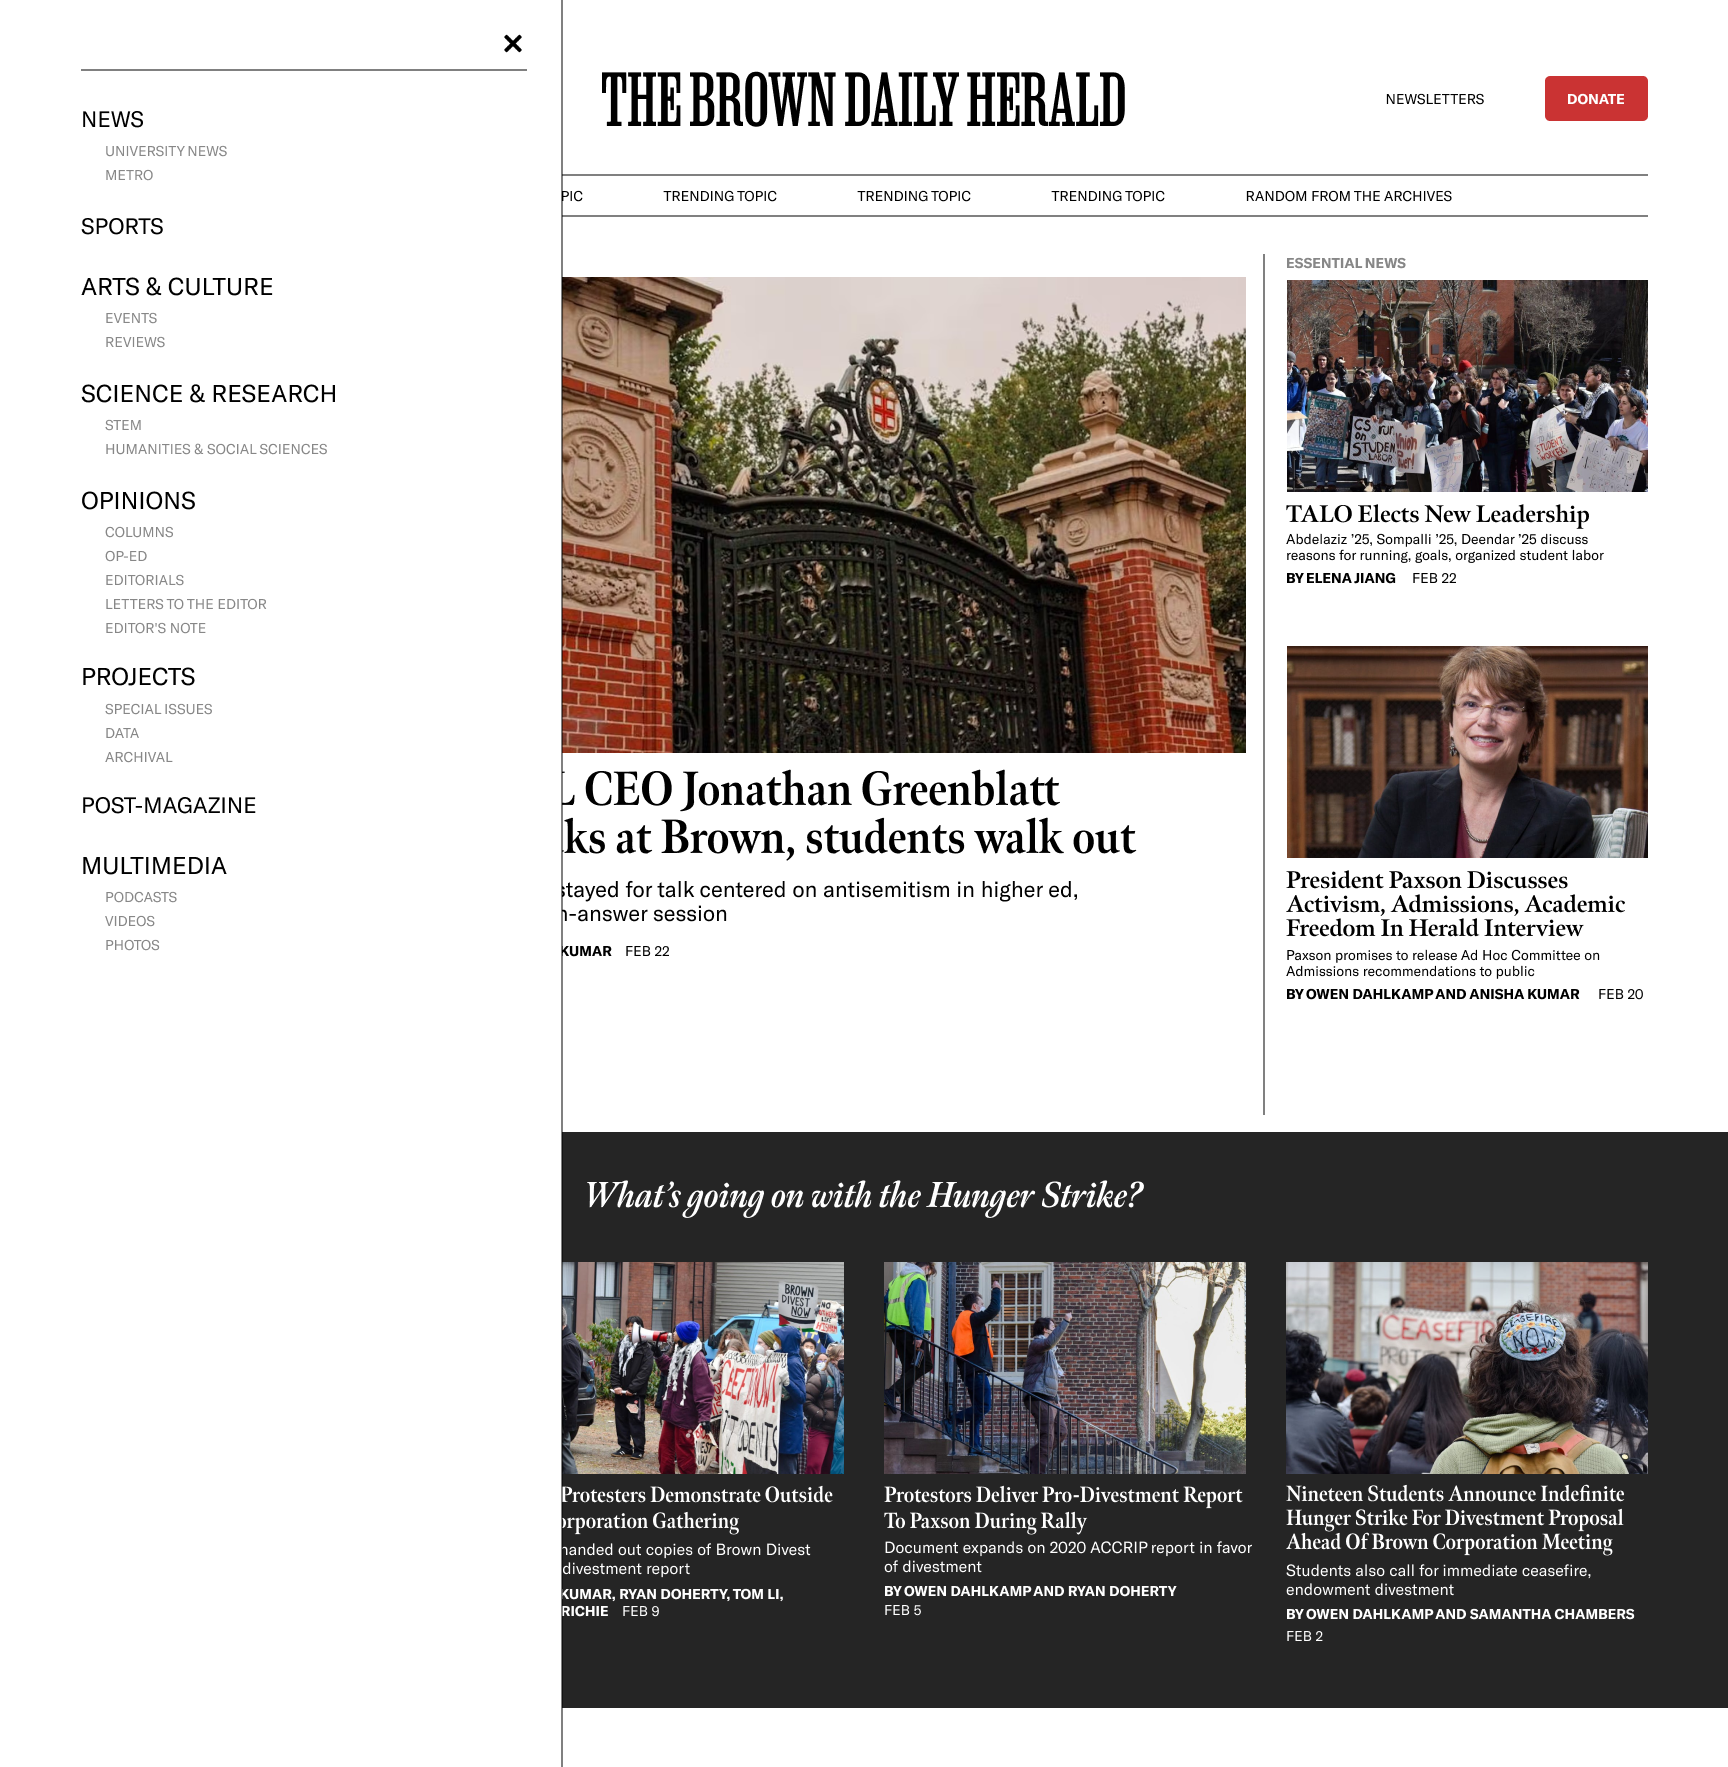 NEWS
UNIVERSITY NEWS
METRO
SPORTS
ARTS & CULTURE
EVENTS
REVIEWS
SCIENCE & RESEARCH
STEM
HUMANITIES & SOCIAL SCIENCES
OPINIONS
COLUMNS
OP-ED
EDITORIALS
LETTERS TO THE EDITOR
EDITOR'S NOTE
PROJECTS
SPECIAL ISSUES
DATA
ARCHIVAL
POST-MAGAZINE
MULTIMEDIA
PODCASTS
VIDEOS
PHOTOS
THE BROWN DAILY HERALD
NEWSLETTERS
DONATE
PIC TRENDING TOPIC TRENDING TOPIC TRENDING TOPIC RANDOM FROM THE ARCHIVES
L CEO Jonathan Greenblatt
ks at Brown, students walk out
stayed for talk centered on antisemitism in higher ed,
n-answer session
KUMAR FEB 22
ESSENTIAL NEWS
CS run
on
STUDENT
LABOR
Union
Power!
STUDENT
WORKERS
TALO Elects New Leadership
Abdelaziz ’25, Sompalli ’25, Deendar ’25 discuss
reasons for running, goals, organized student labor
BY ELENA JIANG FEB 22
President Paxson Discusses
Activism, Admissions, Academic
Freedom In Herald Interview
Paxson promises to release Ad Hoc Committee on
Admissions recommendations to public
BY OWEN DAHLKAMP AND ANISHA KUMAR FEB 20
What’s going on with the Hunger Strike?
BROWN
DIVEST
NOW
Protesters Demonstrate Outside
orporation Gathering
handed out copies of Brown Divest
divestment report
KUMAR, RYAN DOHERTY, TOM LI,
RICHIE FEB 9
Protestors Deliver Pro-Divestment Report
To Paxson During Rally
Document expands on 2020 ACCRIP report in favor
of divestment
BY OWEN DAHLKAMP AND RYAN DOHERTY
FEB 5
CEASEFIRE
NOW
Nineteen Students Announce Indefinite
Hunger Strike For Divestment Proposal
Ahead Of Brown Corporation Meeting
Students also call for immediate ceasefire,
endowment divestment
BY OWEN DAHLKAMP AND SAMANTHA CHAMBERS
FEB 2